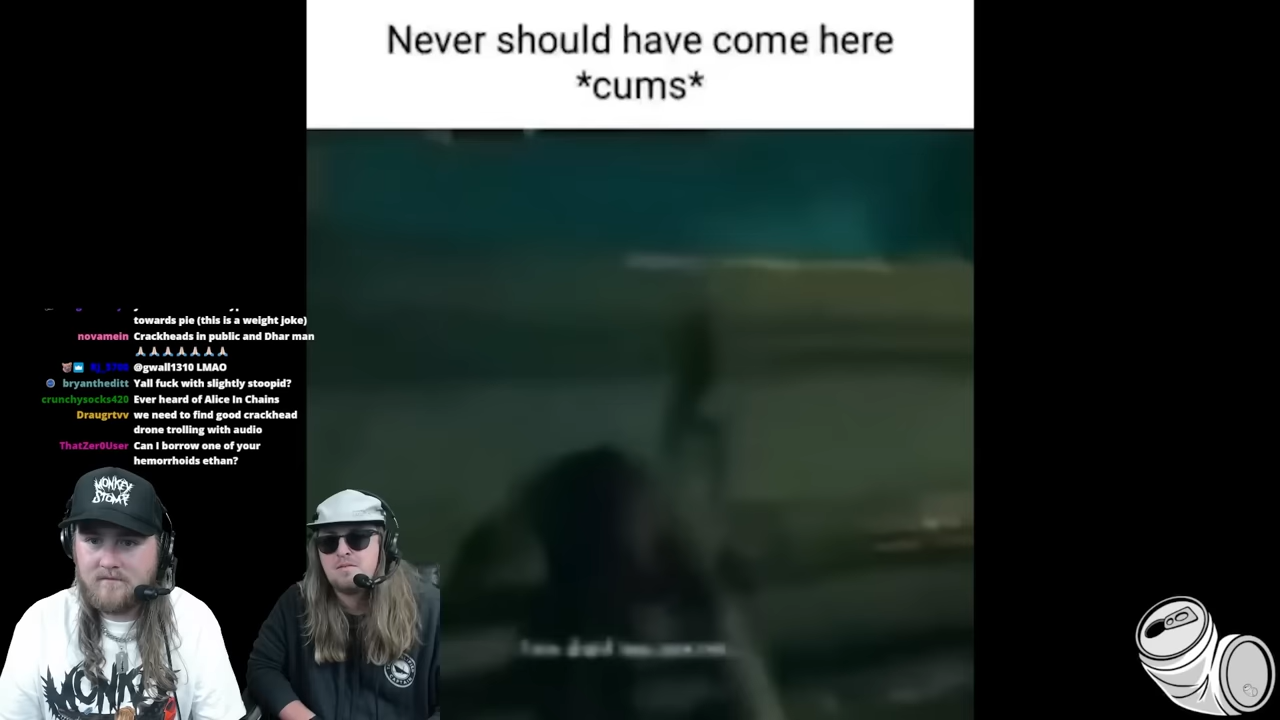 Never should have come here
*cums*
towards pie (this is a weight joke)
novamein Crackheads in public and Dhar man
🙏🙏🙏🙏🙏🙏🙏
@gwall1310 LMAO
bryantheditt Yall fuck with slightly stoopid?
crunchysocks420 Ever heard of Alice In Chains
Draugrtvv we need to find good crackhead
drone trolling with audio
ThatZer0User Can I borrow one of your
hemorrhoids ethan?
MONKEY
STOMP
MONKE